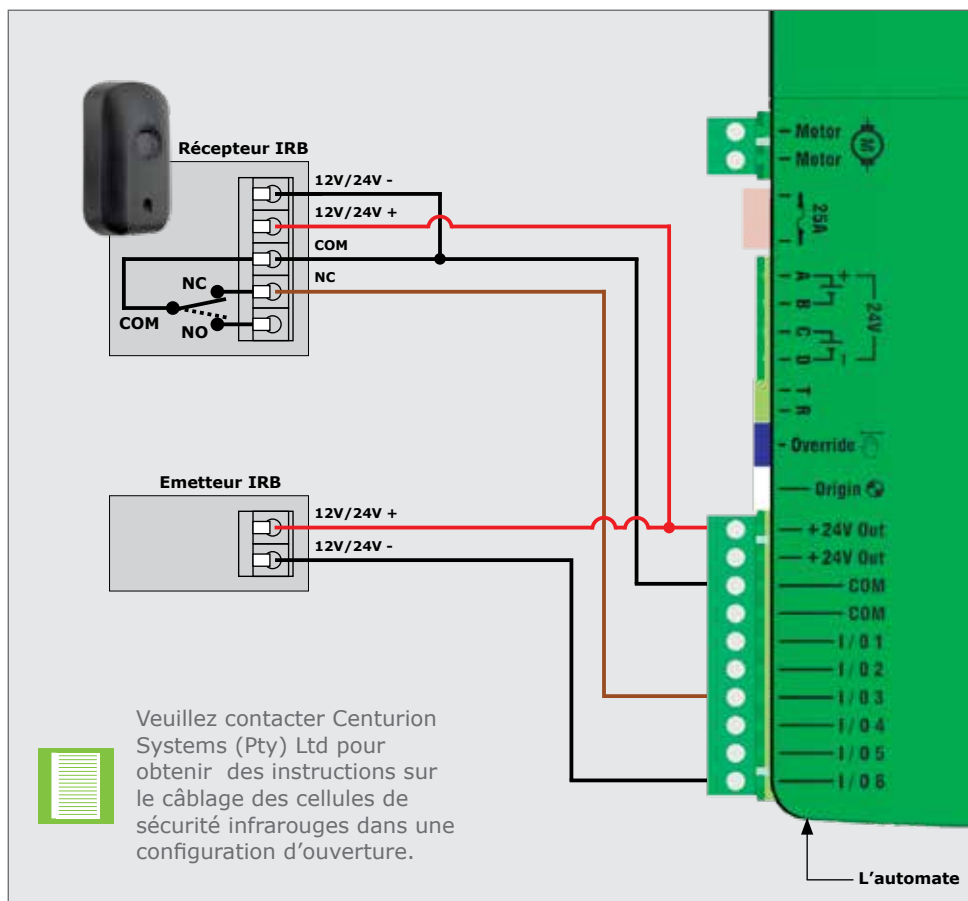 Récepteur IRB
12V/24V -
12V/24V +
COM
NC
NC
COM
NO
Emetteur IRB
12V/24V +
12V/24V -
Motor
Motor
M
25A
A
+
B
24V
C
D
-
T
R
Override
Origin
+24V Out
+24V Out
COM
COM
I/O 1
I/O 2
I/O 3
I/O 4
I/O 5
I/O 6
Veuillez contacter Centurion
Systems (Pty) Ltd pour
obtenir des instructions sur
le câblage des cellules de
sécurité infrarouges dans une
configuration d’ouverture.
L’automate